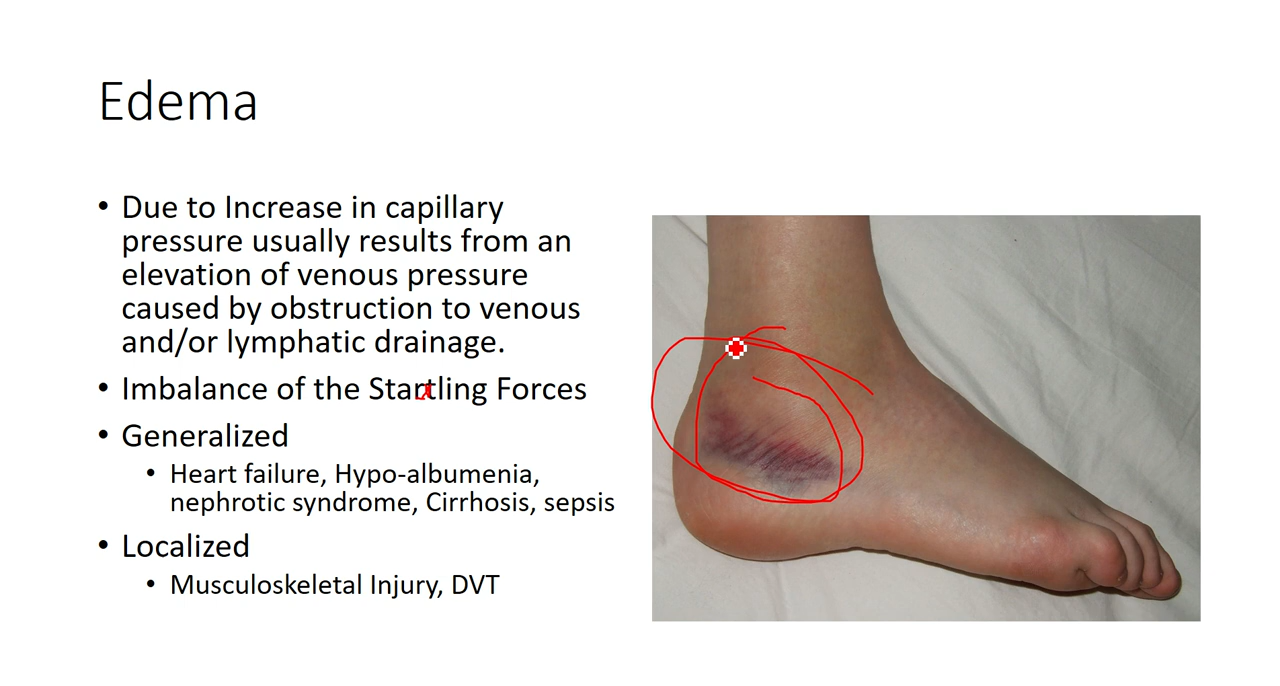 Edema
• Due to Increase in capillary
pressure usually results from an
elevation of venous pressure
caused by obstruction to venous
and/or lymphatic drainage.
• Imbalance of the Startling Forces
• Generalized
• Heart failure, Hypo-albumenia,
nephrotic syndrome, Cirrhosis, sepsis
• Localized
• Musculoskeletal Injury, DVT